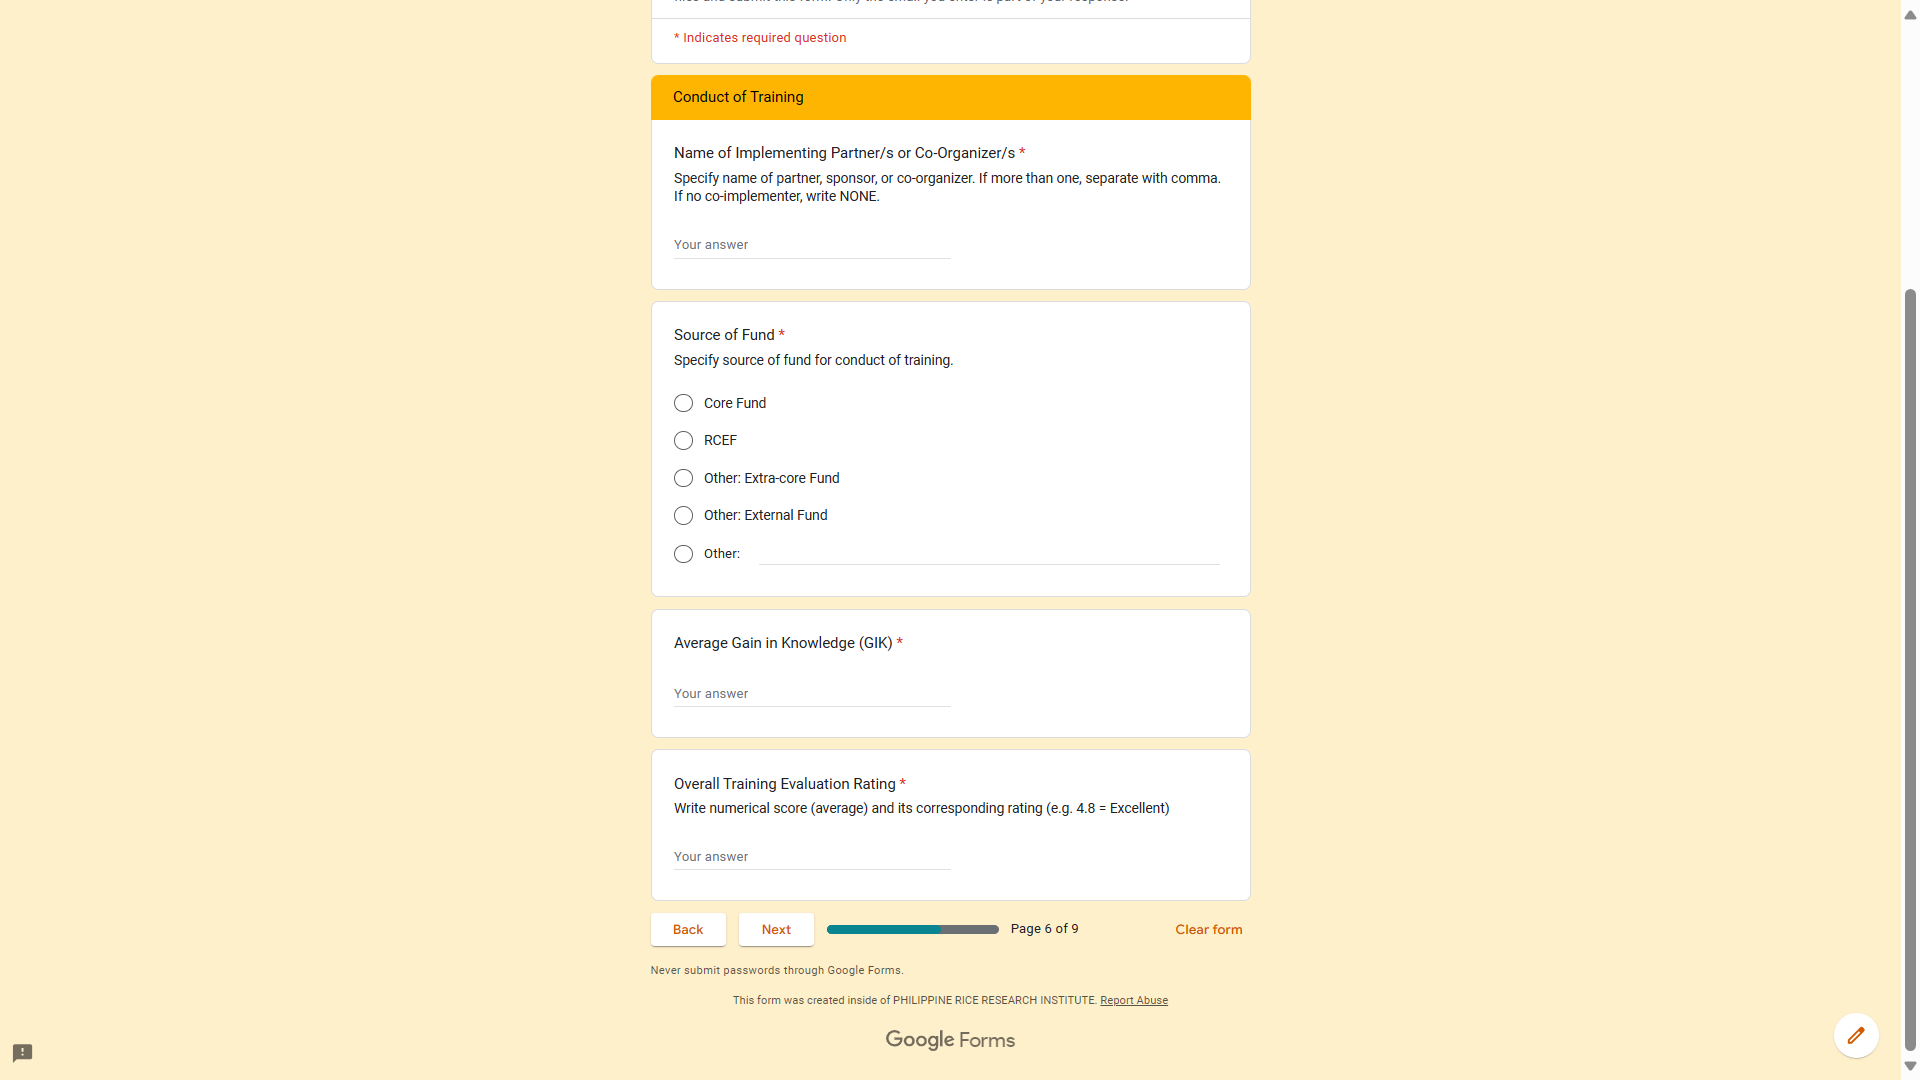 * Indicates required question
Conduct of Training
Name of Implementing Partner/s or Co-Organizer/s *
Specify name of partner, sponsor, or co-organizer. If more than one, separate with comma.
If no co-implementer, write NONE.
Your answer
Source of Fund *
Specify source of fund for conduct of training.
Core Fund
RCEF
Other: Extra-core Fund
Other: External Fund
Other:
Average Gain in Knowledge (GIK) *
Your answer
Overall Training Evaluation Rating *
Write numerical score (average) and its corresponding rating (e.g. 4.8 = Excellent)
Your answer
Back
Next
Page 6 of 9
Clear form
Never submit passwords through Google Forms.
This form was created inside of PHILIPPINE RICE RESEARCH INSTITUTE. Report Abuse
Google Forms